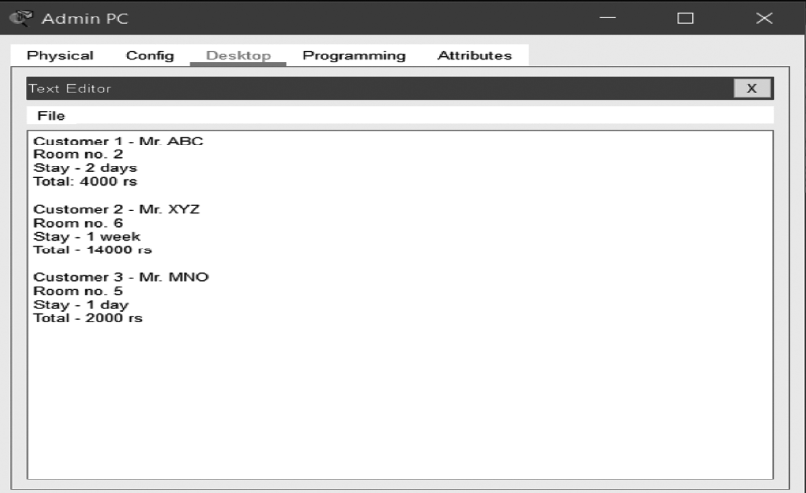 Admin PC
Physical Config Desktop Programming Attributes
Text Editor X
File
Customer 1 - Mr. ABC
Room no. 2
Stay - 2 days
Total: 4000 rs
Customer 2 - Mr. XYZ
Room no. 6
Stay - 1 week
Total - 14000 rs
Customer 3 - Mr. MNO
Room no. 5
Stay - 1 day
Total - 2000 rs